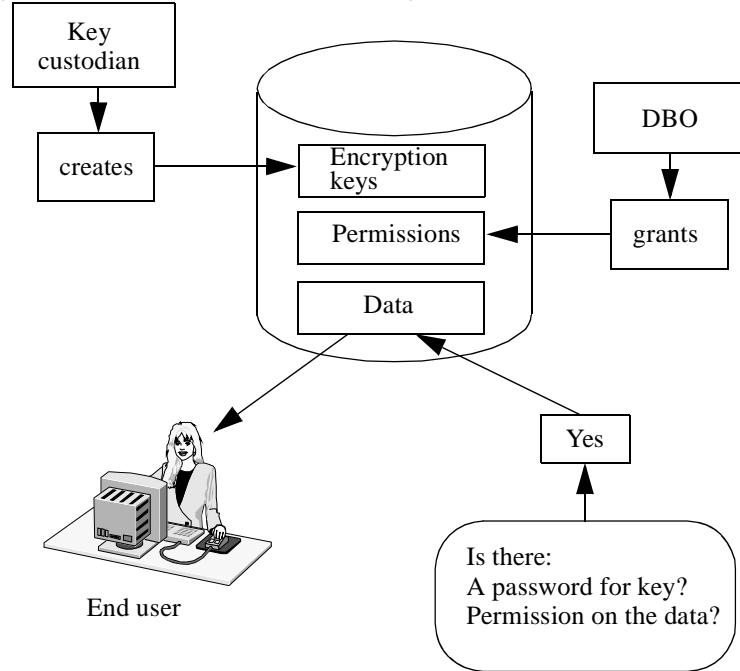 Key
custodian
creates
Encryption
keys
Permissions
Data
DBO
grants
Yes
Is there:
A password for key?
Permission on the data?
End user